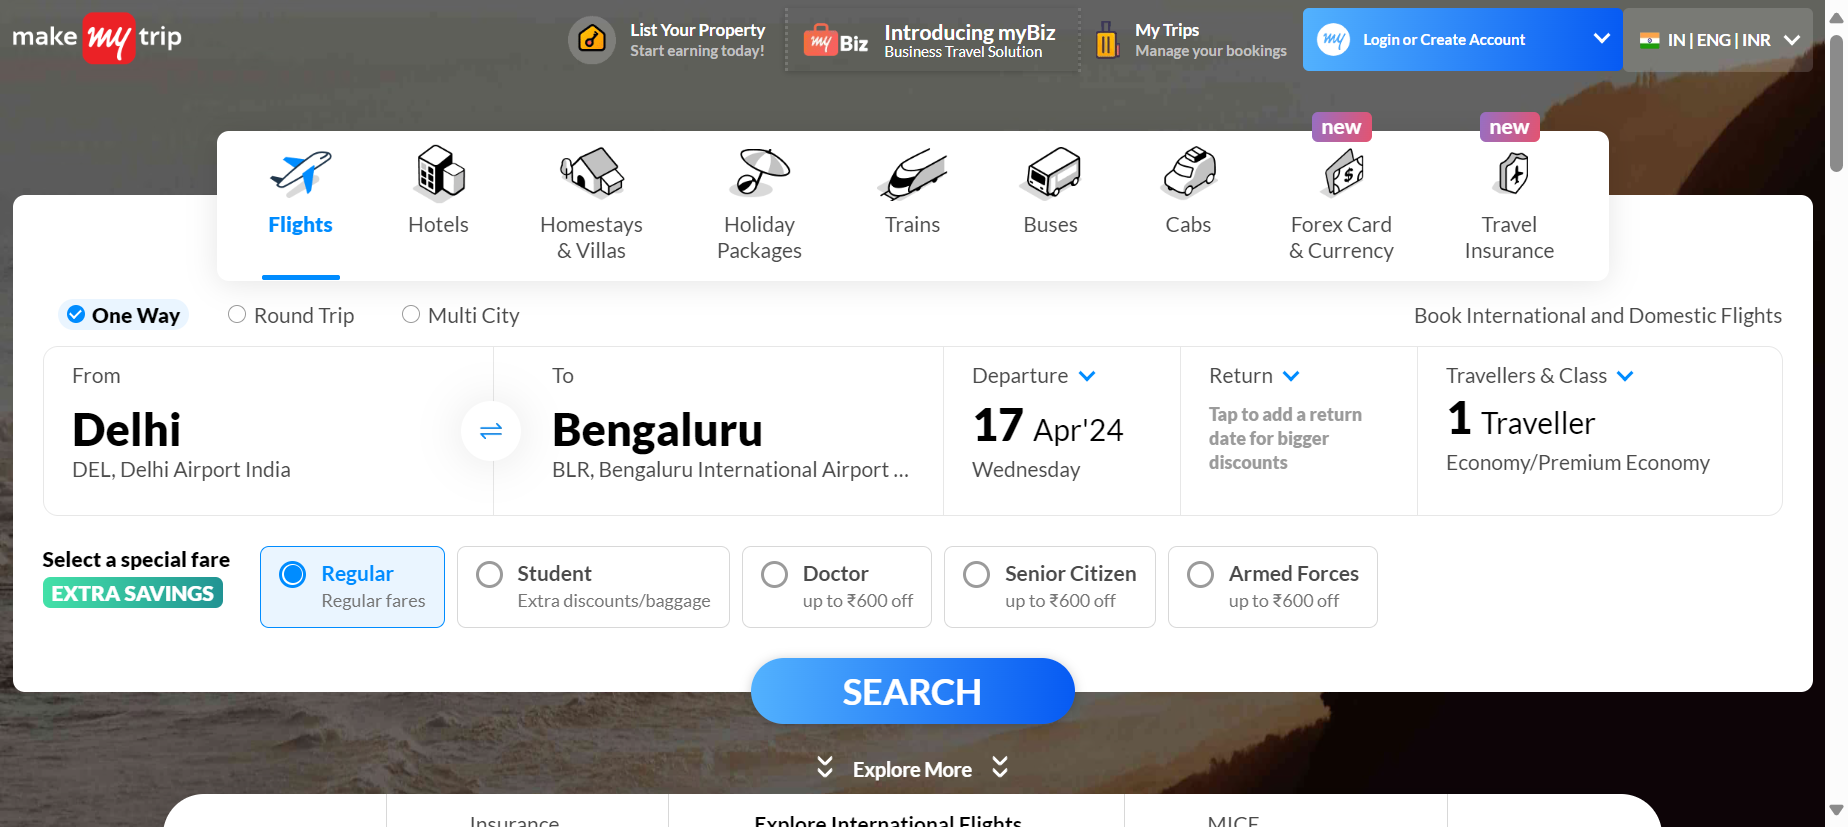 make my trip
List Your Property
Start earning today!
my Biz
Introducing myBiz
Business Travel Solution
My Trips
Manage your bookings
my
Login or Create Account
IN | ENG | INR
new
new
Flights
Hotels
Homestays
& Villas
Holiday
Packages
Trains
Buses
Cabs
Forex Card
& Currency
Travel
Insurance
One Way
Round Trip
Multi City
Book International and Domestic Flights
From
Delhi
DEL, Delhi Airport India
To
Bengaluru
BLR, Bengaluru International Airport ...
Departure
17 Apr'24
Wednesday
Return
Tap to add a return
date for bigger
discounts
Travellers & Class
1 Traveller
Economy/Premium Economy
Select a special fare
EXTRA SAVINGS
Regular
Regular fares
Student
Extra discounts/baggage
Doctor
up to ₹600 off
Senior Citizen
up to ₹600 off
Armed Forces
up to ₹600 off
SEARCH
Explore More
Insurance
Explore International Flights
MICE